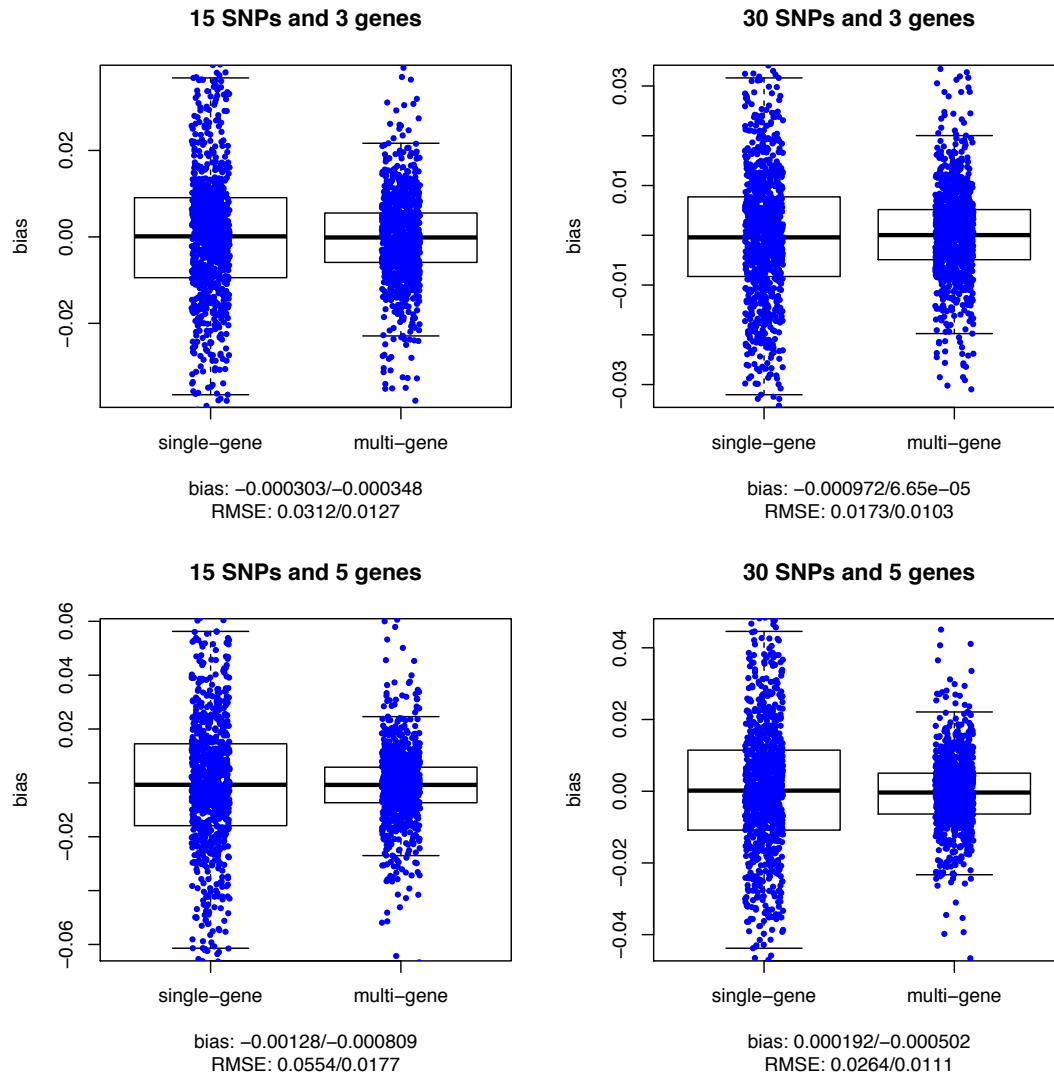 15 SNPs and 3 genes
bias
0.02
0.00
−0.02
single−gene
multi−gene
bias: −0.000303/−0.000348
RMSE: 0.0312/0.0127
30 SNPs and 3 genes
bias
0.03
0.01
−0.01
−0.03
single−gene
multi−gene
bias: −0.000972/6.65e−05
RMSE: 0.0173/0.0103
15 SNPs and 5 genes
bias
0.06
0.04
0.02
−0.02
−0.06
single−gene
multi−gene
bias: −0.00128/−0.000809
RMSE: 0.0554/0.0177
30 SNPs and 5 genes
bias
0.04
0.02
0.00
−0.02
−0.04
single−gene
multi−gene
bias: 0.000192/−0.000502
RMSE: 0.0264/0.0111